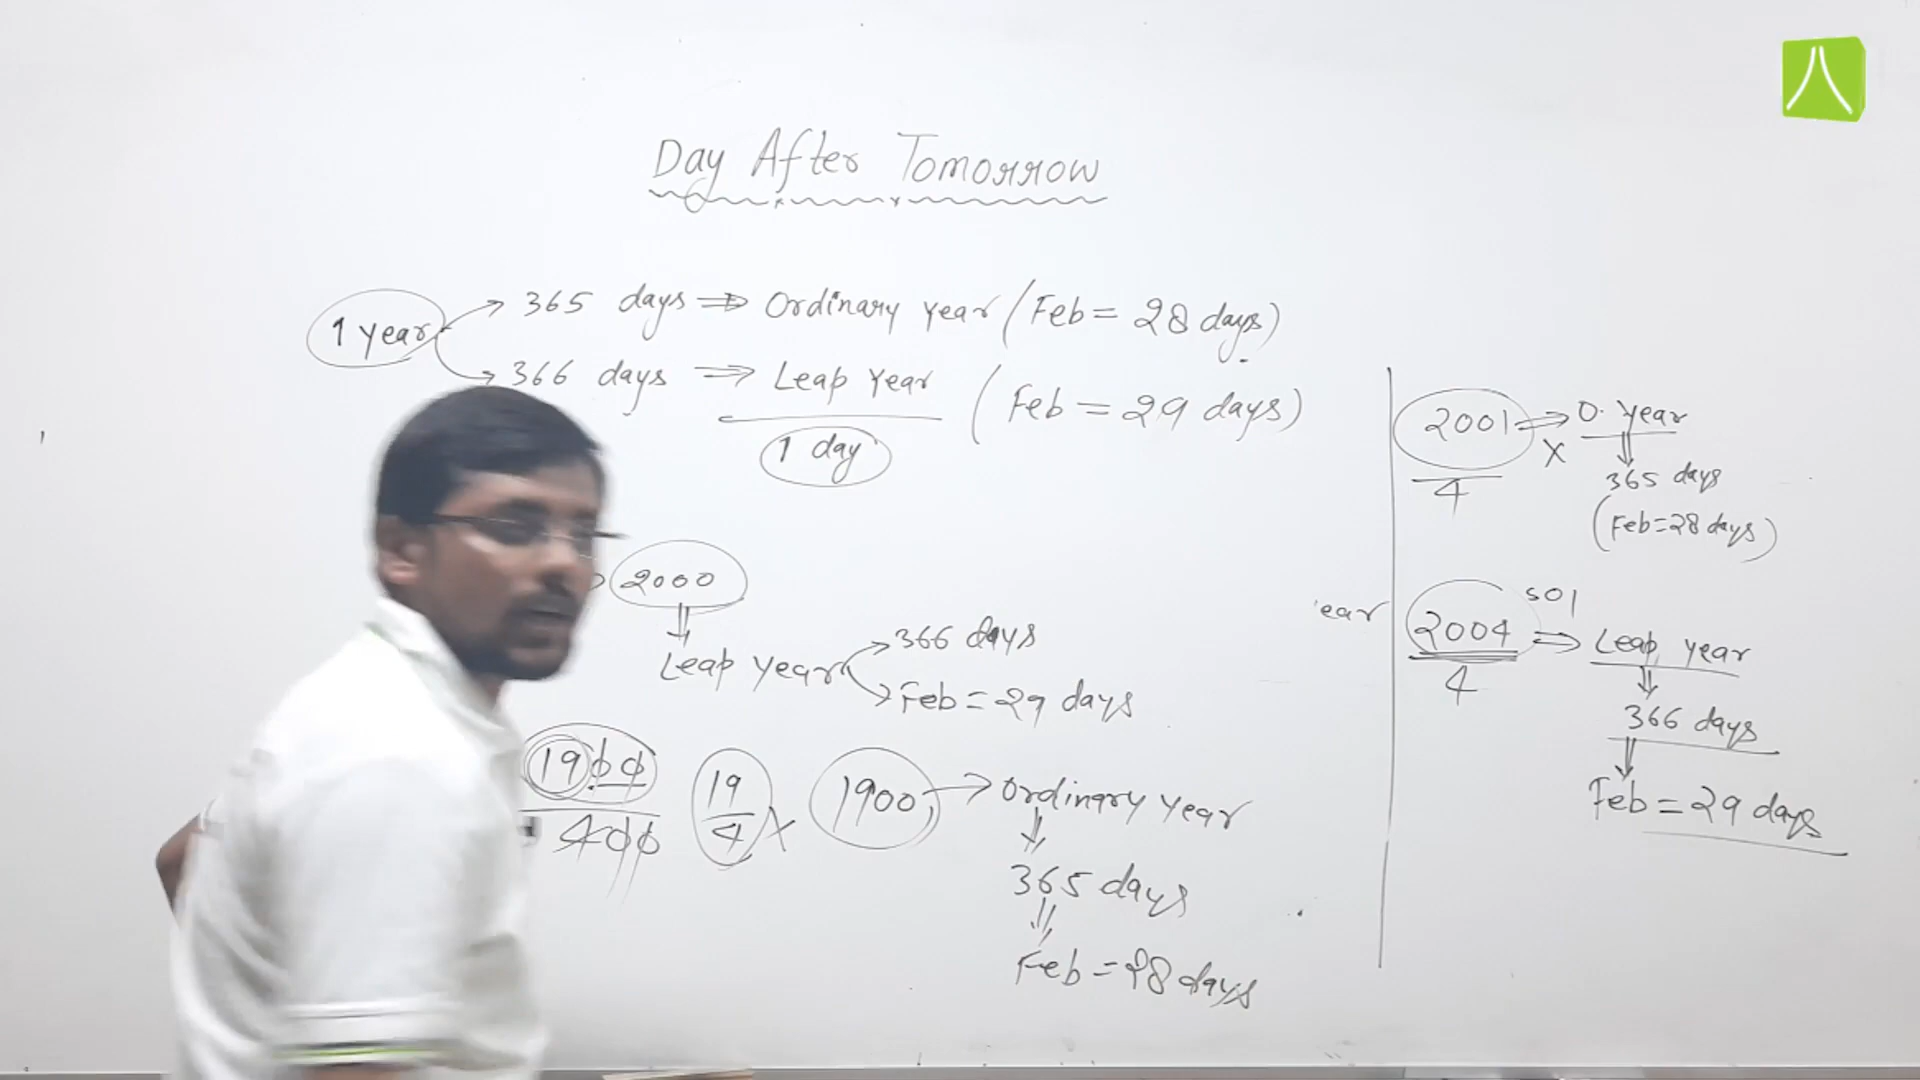 Day After Tomorrow
1 year → 365 days ⇒ Ordinary year (Feb = 28 days)
→ 366 days ⇒ Leap Year (Feb = 29 days)
1 day
2000
⇓
Leap Year → 366 days
→ Feb = 29 days
1900 / 400
19 / 4 X
1900 → Ordinary Year
⇓
365 days
⇓
Feb = 28 days
ear
2001 / 4 X ⇒ O. Year
⇓
365 days
(Feb = 28 days)
501
2004 / 4 ⇒ Leap Year
⇓
366 days
⇓
Feb = 29 days